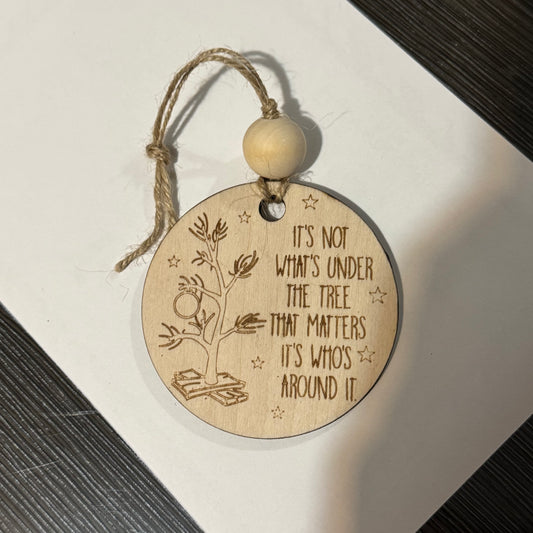 IT'S NOT
WHAT'S UNDER
THE TREE
THAT MATTERS
IT'S WHO'S
AROUND IT.